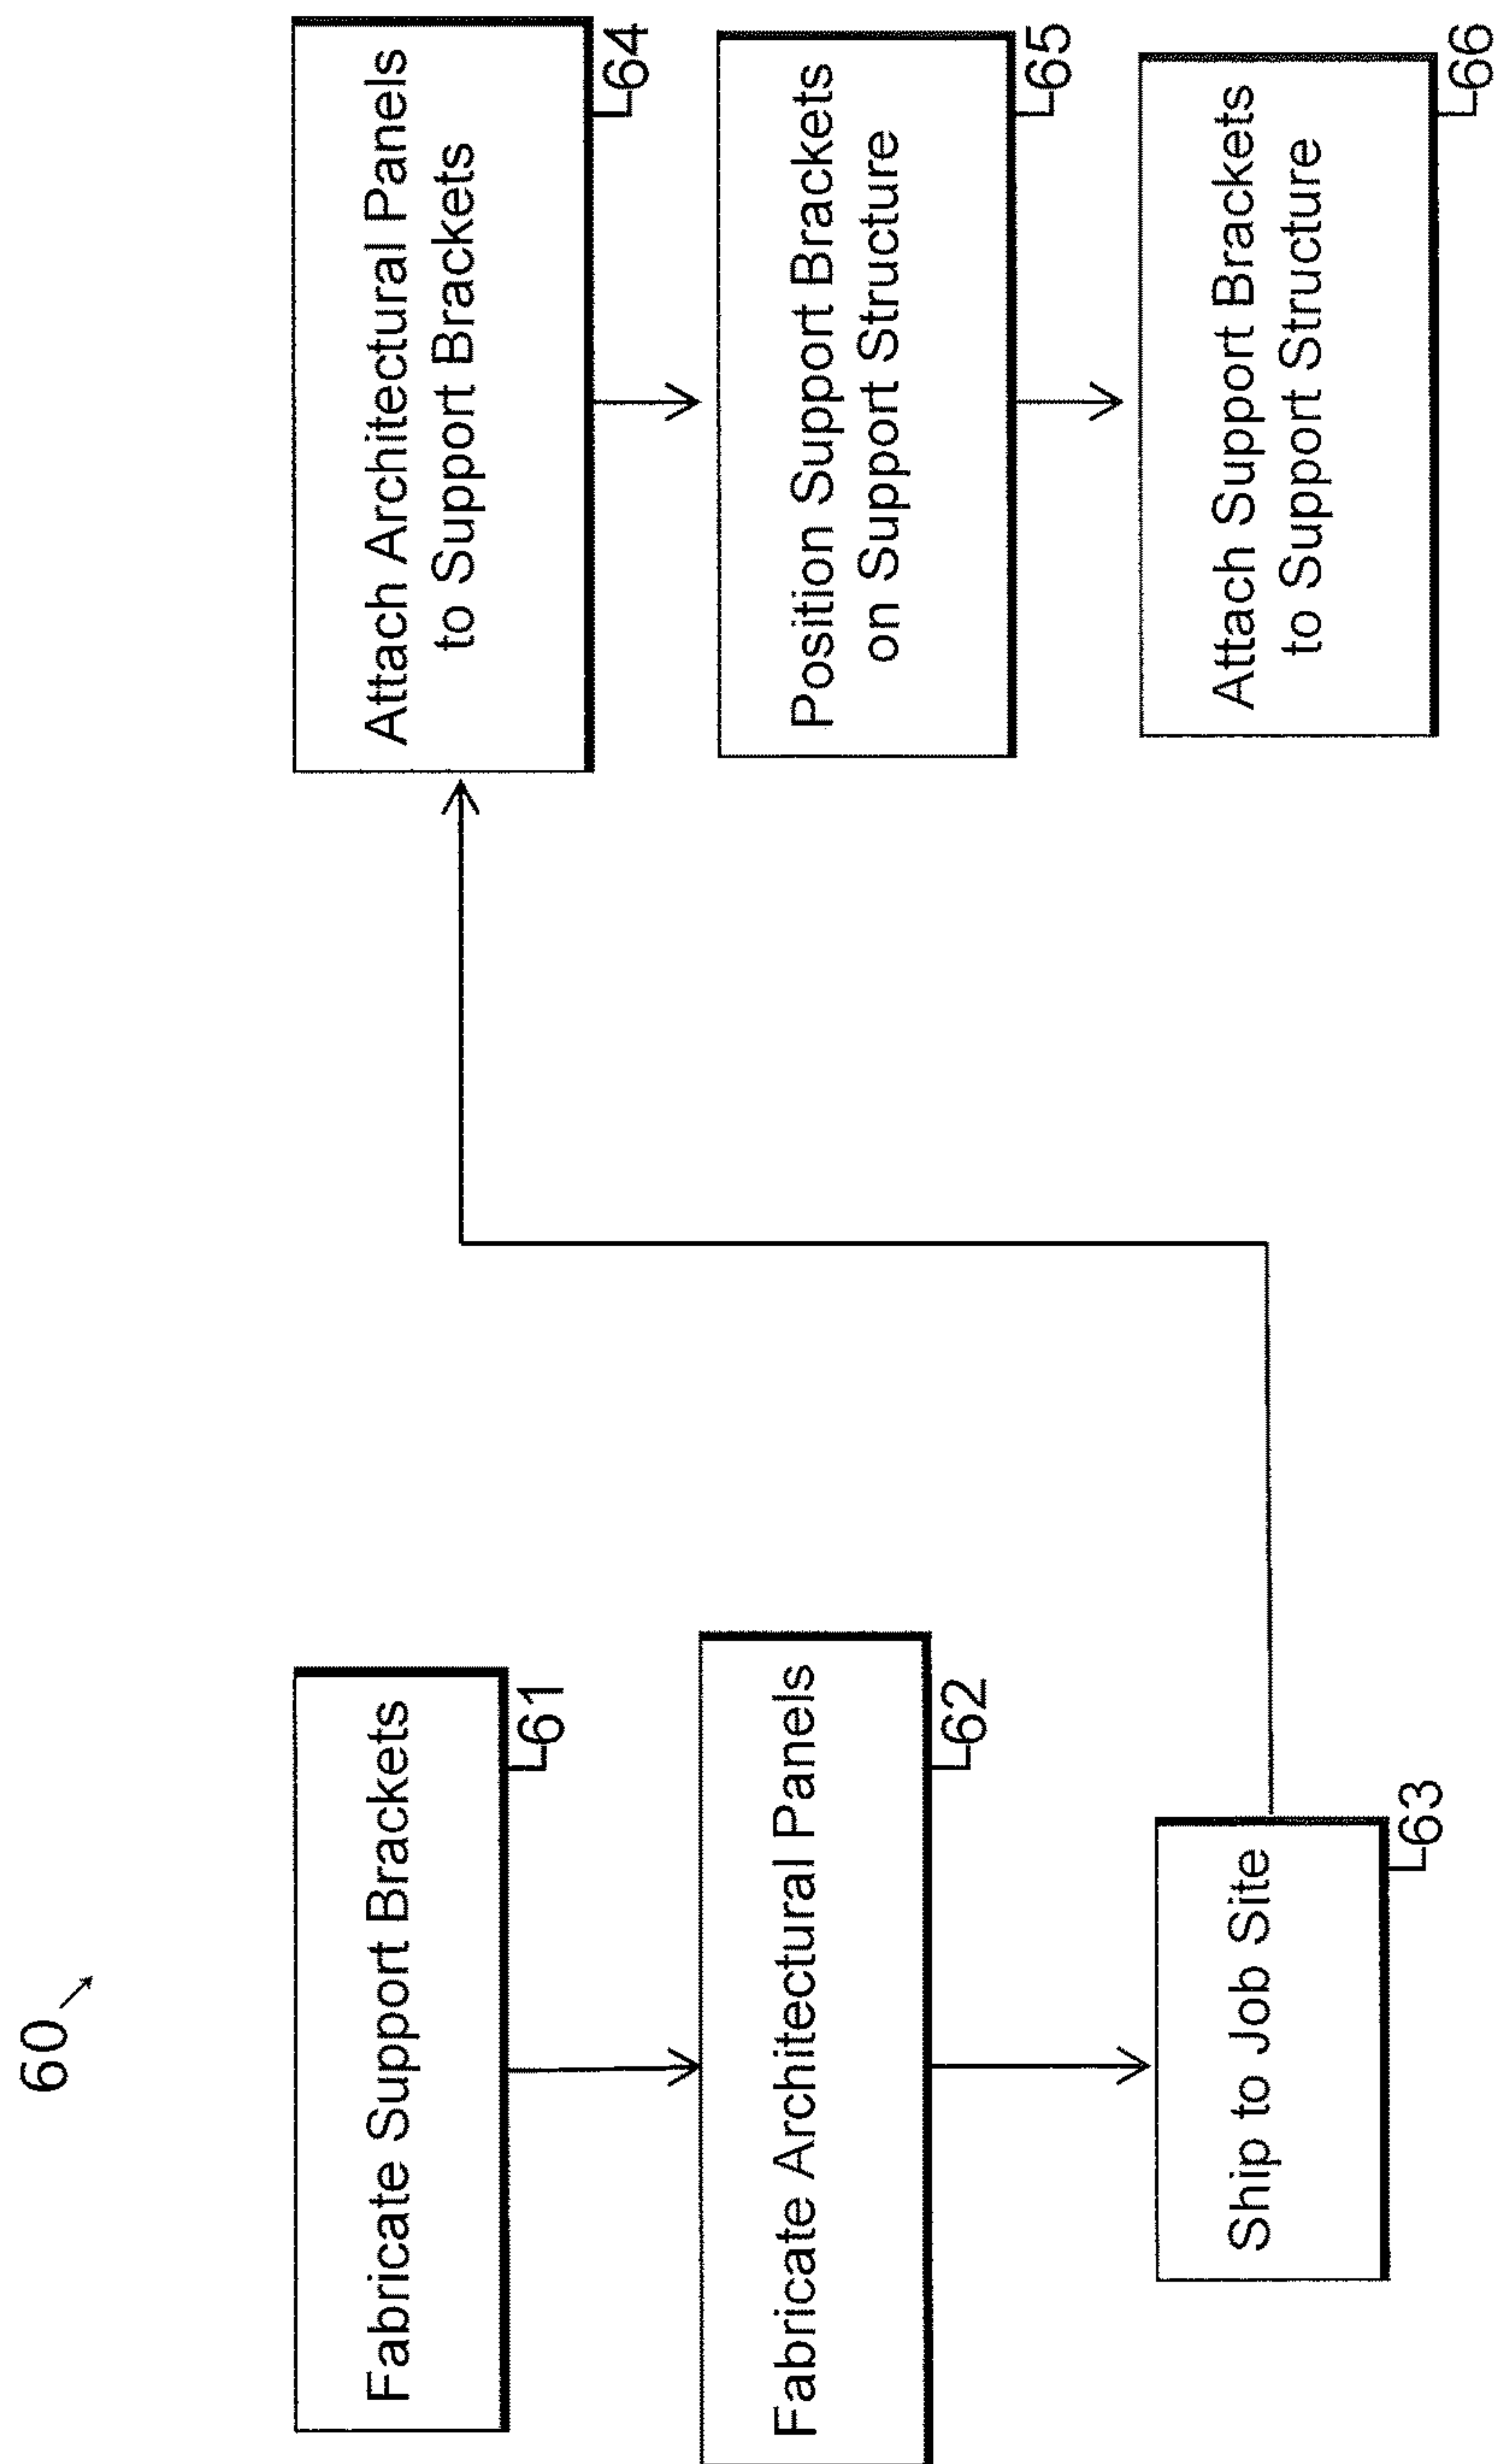 60
Fabricate Support Brackets
61
Fabricate Architectural Panels
62
Ship to Job Site
63
Attach Architectural Panels
to Support Brackets
64
Position Support Brackets
on Support Structure
65
Attach Support Brackets
to Support Structure
66